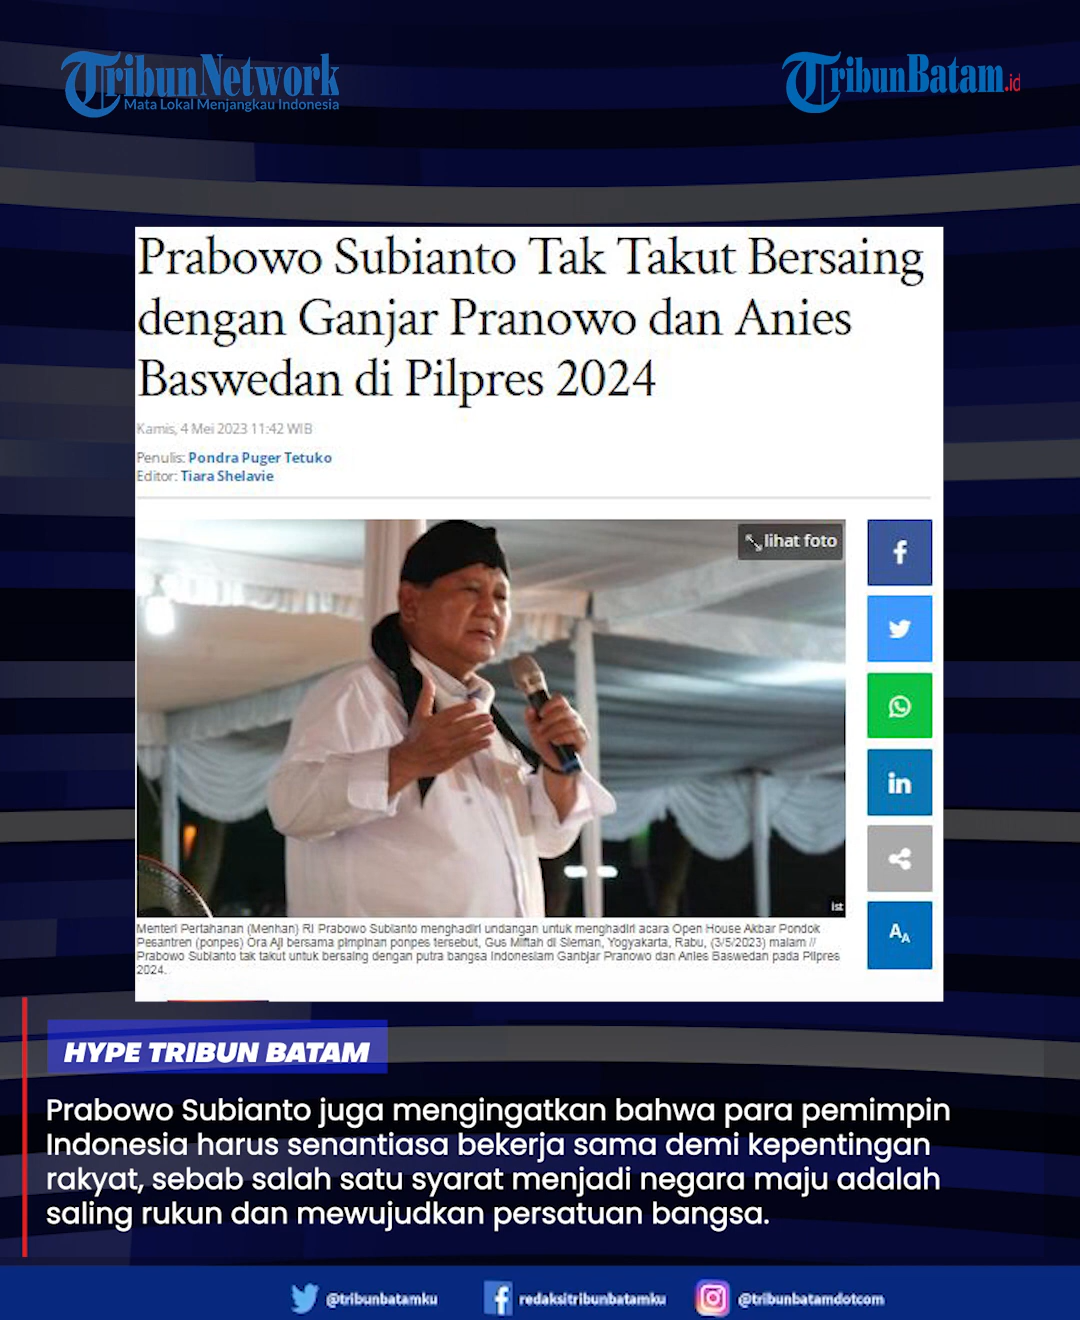 TribunNetwork
Mata Lokal Menjangkau Indonesia
TribunBatam.id
Prabowo Subianto Tak Takut Bersaing
dengan Ganjar Pranowo dan Anies
Baswedan di Pilpres 2024
Kamis, 4 Mei 2023 11:42 WIB
Penulis: Pondra Puger Tetuko
Editor: Tiara Shelavie
lihat foto
ist
Menteri Pertahanan (Menhan) RI Prabowo Subianto menghadiri undangan untuk menghadiri acara Open House Akbar Pondok
Pesantren (ponpes) Ora Aji bersama pimpinan ponpes tersebut, Gus Miftah di Sleman, Yogyakarta, Rabu, (3/5/2023) malam //
Prabowo Subianto tak takut untuk bersaing dengan putra bangsa Indonesiam Ganbjar Pranowo dan Anies Baswedan pada Pilpres
2024.
AA
HYPE TRIBUN BATAM
Prabowo Subianto juga mengingatkan bahwa para pemimpin
Indonesia harus senantiasa bekerja sama demi kepentingan
rakyat, sebab salah satu syarat menjadi negara maju adalah
saling rukun dan mewujudkan persatuan bangsa.
@tribunbatamku
redaksitribunbatamku
@tribunbatamdotcom